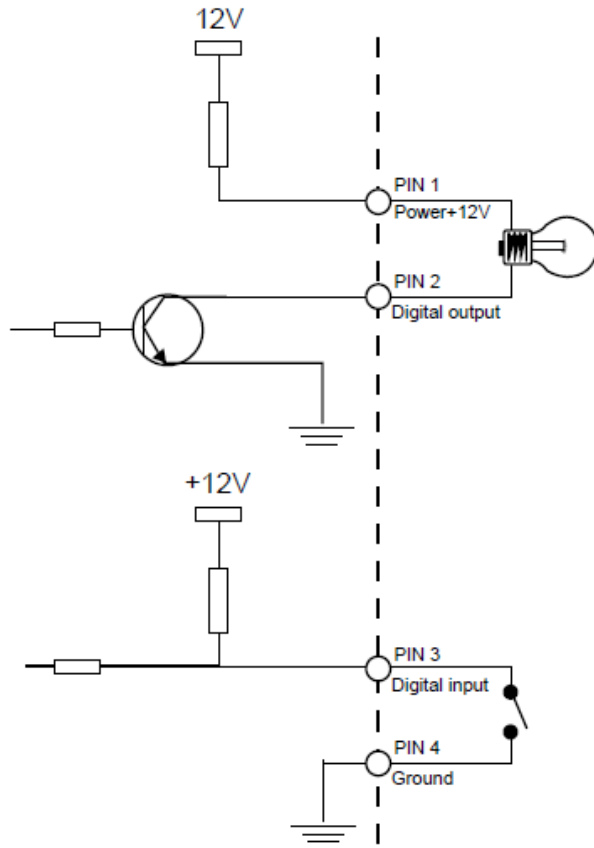 12V
PIN 1
Power+12V
PIN 2
Digital output
+12V
PIN 3
Digital input
PIN 4
Ground